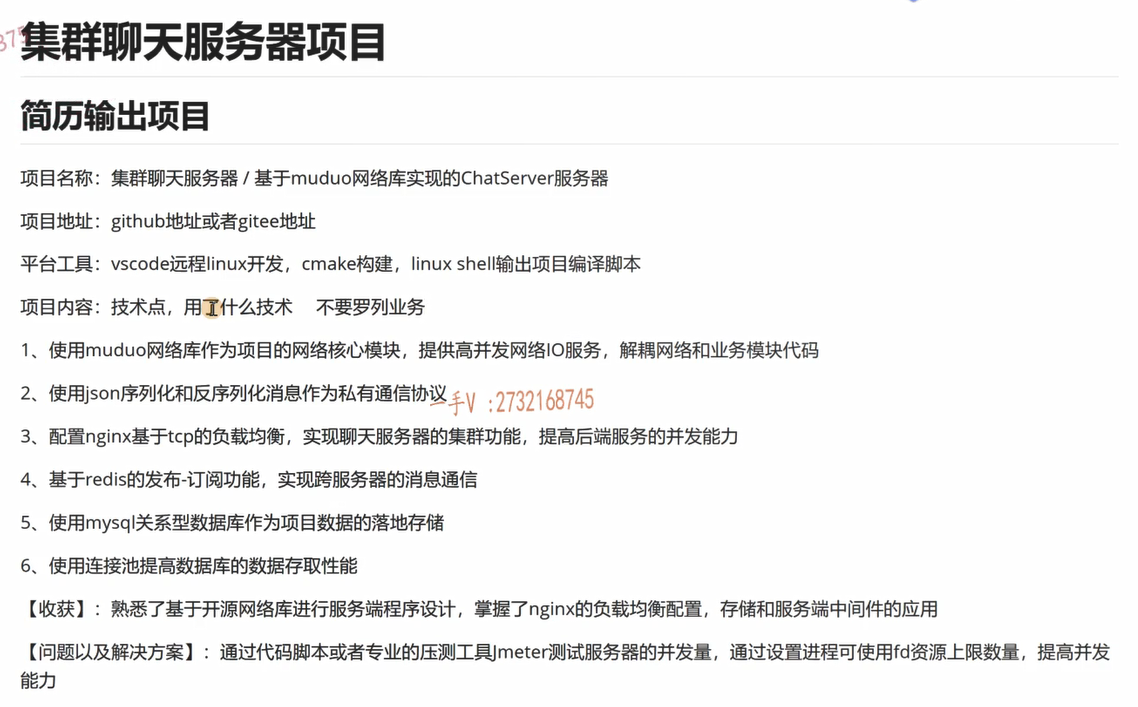 375
集群聊天服务器项目
简历输出项目
项目名称：集群聊天服务器 / 基于muduo网络库实现的ChatServer服务器
项目地址：github地址或者gitee地址
平台工具：vscode远程linux开发，cmake构建，linux shell输出项目编译脚本
项目内容：技术点，用了什么技术 不要罗列业务
1、使用muduo网络库作为项目的网络核心模块，提供高并发网络IO服务，解耦网络和业务模块代码
2、使用json序列化和反序列化消息作为私有通信协议
一手V :2732168745
3、配置nginx基于tcp的负载均衡，实现聊天服务器的集群功能，提高后端服务的并发能力
4、基于redis的发布-订阅功能，实现跨服务器的消息通信
5、使用mysql关系型数据库作为项目数据的落地存储
6、使用连接池提高数据库的数据存取性能
【收获】：熟悉了基于开源网络库进行服务端程序设计，掌握了nginx的负载均衡配置，存储和服务端中间件的应用
【问题以及解决方案】：通过代码脚本或者专业的压测工具Jmeter测试服务器的并发量，通过设置进程可使用fd资源上限数量，提高并发
能力